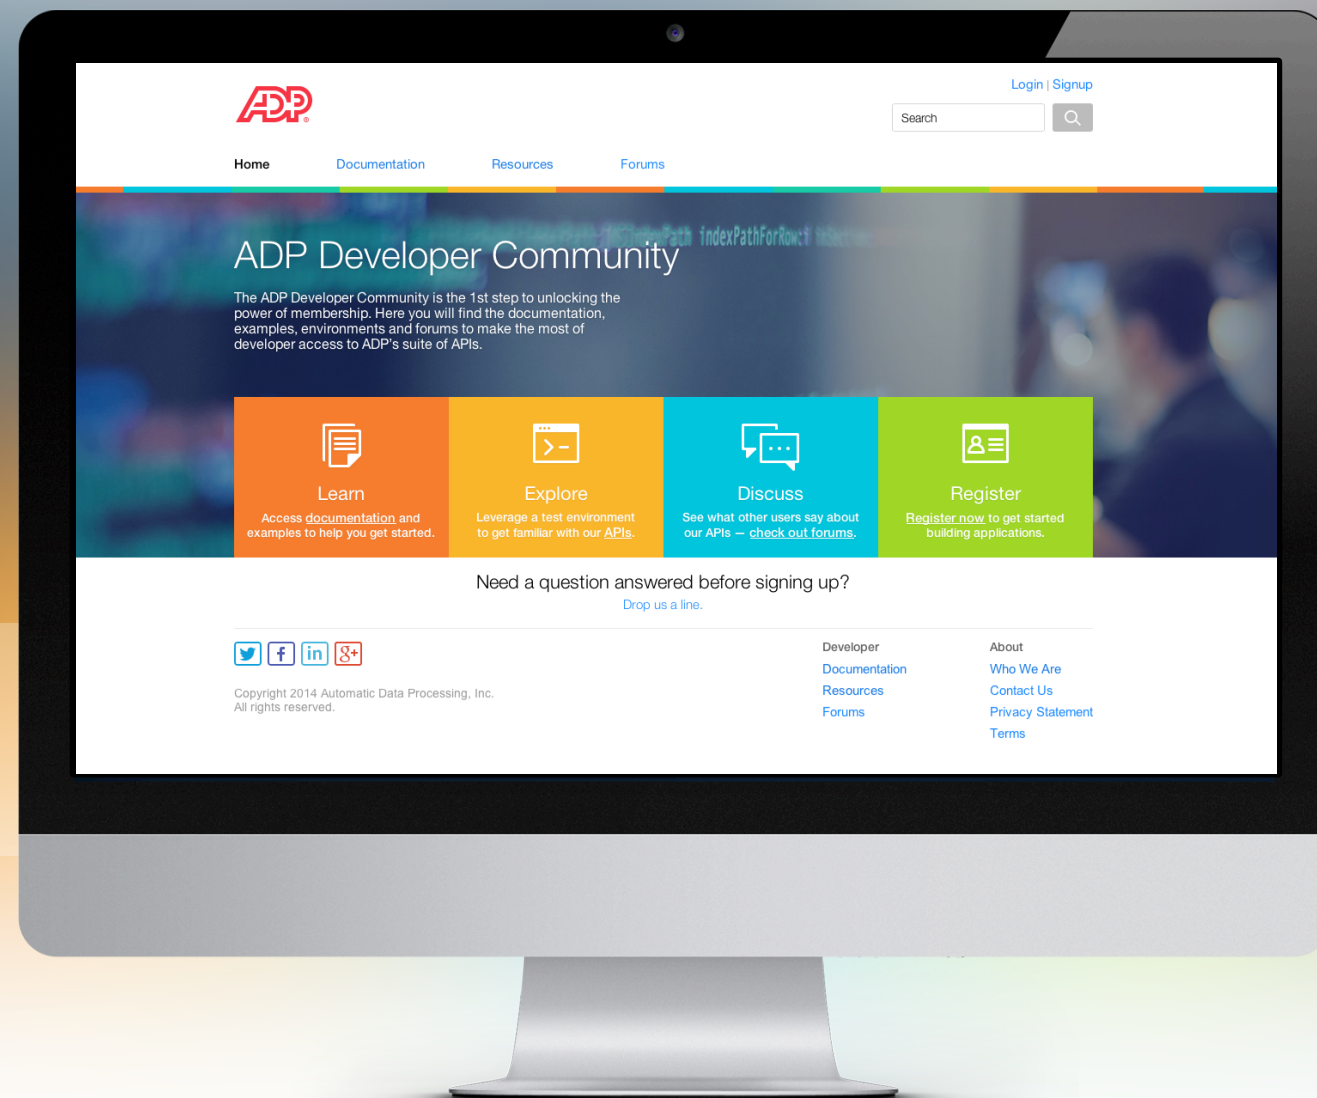 ADP
Login | Signup
Search
Home Documentation Resources Forums
indexPathForRow:
ADP Developer Community
The ADP Developer Community is the 1st step to unlocking the
power of membership. Here you will find the documentation,
examples, environments and forums to make the most of
developer access to ADP's suite of APIs.
Learn
Access documentation and
examples to help you get started.
Explore
Leverage a test environment
to get familiar with our APIs.
Discuss
See what other users say about
our APIs — check out forums.
Register
Register now to get started
building applications.
Need a question answered before signing up?
Drop us a line.
in
8+
Copyright 2014 Automatic Data Processing, Inc.
All rights reserved.
Developer
Documentation
Resources
Forums
About
Who We Are
Contact Us
Privacy Statement
Terms